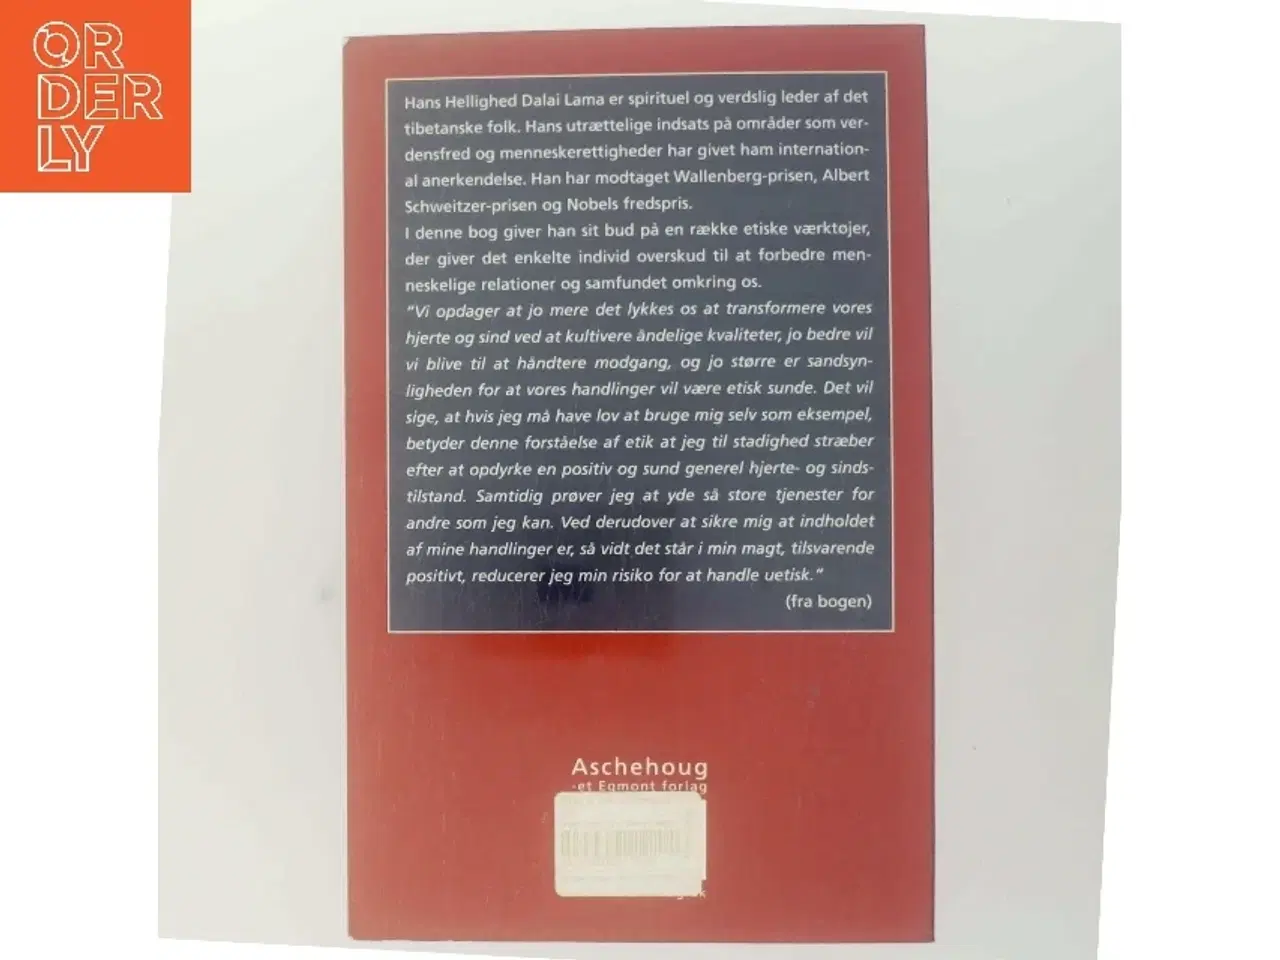 ORDERLY
Hans Hellighed Dalai Lama er spirituel og verdslig leder af det
tibetanske folk. Hans utrættelige indsats på områder som ver-
densfred og menneskerettigheder har givet ham internation-
al anerkendelse. Han har modtaget Wallenberg-prisen, Albert
Schweitzer-prisen og Nobels fredspris.
I denne bog giver han sit bud på en række etiske værktøjer,
der giver det enkelte individ overskud til at forbedre men-
neskelige relationer og samfundet omkring os.
"Vi opdager at jo mere det lykkes os at transformere vores
hjerte og sind ved at kultivere åndelige kvaliteter, jo bedre vil
vi blive til at håndtere modgang, og jo større er sandsyn-
ligheden for at vores handlinger vil være etisk sunde. Det vil
sige, at hvis jeg må have lov at bruge mig selv som eksempel,
betyder denne forståelse af etik at jeg til stadighed stræber
efter at opdyrke en positiv og sund generel hjerte- og sinds-
tilstand. Samtidig prøver jeg at yde så store tjenester for
andre som jeg kan. Ved derudover at sikre mig at indholdet
af mine handlinger er, så vidt det står i min magt, tilsvarende
positivt, reducerer jeg min risiko for at handle uetisk."
(fra bogen)
Aschehoug
-et Egmont forlag